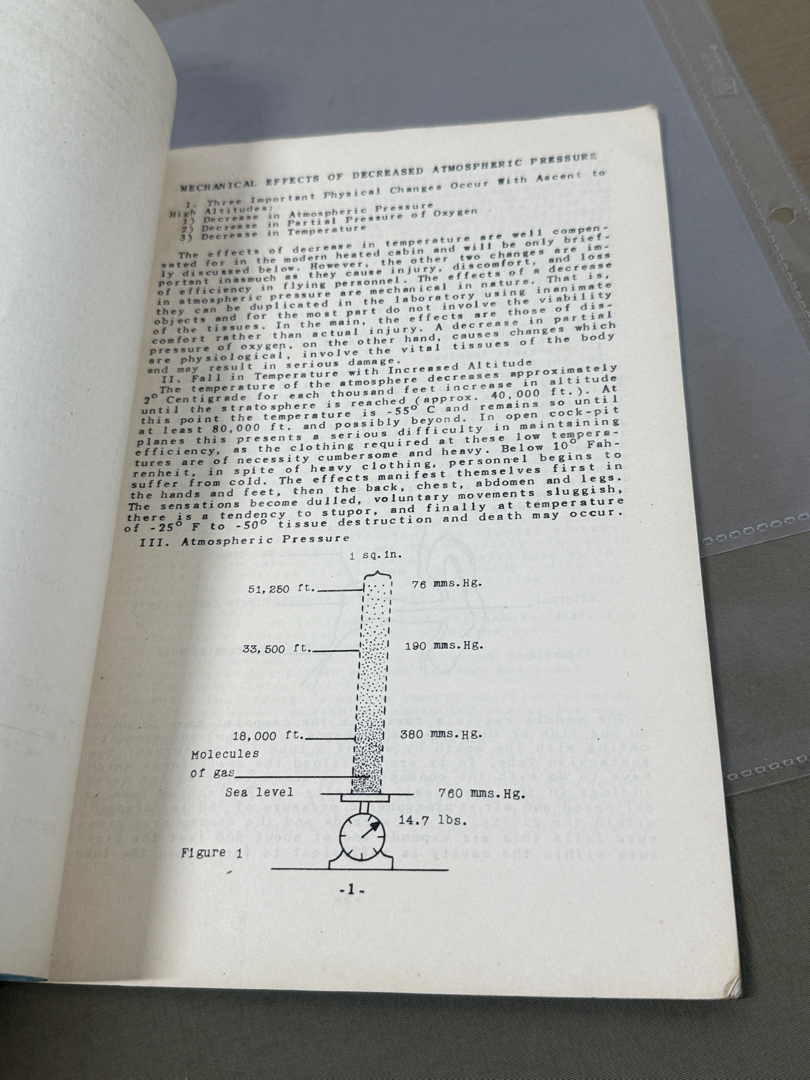 MECHANICAL EFFECTS OF DECREASED ATMOSPHERIC PRESSURE
1. Three Important Physical Changes Occur With Ascent to
High Altitudes:
1) Decrease in Atmospheric Pressure
2) Decrease in Partial Pressure of Oxygen
3) Decrease in Temperature
The effects of decrease in temperature are well compen-
sated for in the modern heated cabin and will be only brief-
ly discussed below. However, the other two changes are im-
portant inasmuch as they cause injury, discomfort, and loss
of efficiency in flying personnel. The effects of a decrease
in atmospheric pressure are mechanical in nature. That is,
they can be duplicated in the laboratory using inanimate
objects and for the most part do not involve the viability
of the tissues. In the main, the effects are those of dis-
comfort rather than actual injury. A decrease in partial
pressure of oxygen, on the other hand, causes changes which
are physiological, involve the vital tissues of the body
and may result in serious damage.
II. Fall in Temperature with Increased Altitude
The temperature of the atmosphere decreases approximately
2° Centigrade for each thousand feet increase in altitude
until the stratosphere is reached (approx. 40,000 ft.). At
this point the temperature is -55° C and remains so until
at least 80,000 ft. and possibly beyond. In open cock-pit
planes this presents a serious difficulty in maintaining
efficiency, as the clothing required at these low tempera-
tures are of necessity cumbersome and heavy. Below 10° Fah-
renheit, in spite of heavy clothing, personnel begins to
suffer from cold. The effects manifest themselves first in
the hands and feet, then the back, chest, abdomen and legs.
The sensations become dulled, voluntary movements sluggish,
there is a tendency to stupor, and finally at temperature
of -25° F to -50° tissue destruction and death may occur.
III. Atmospheric Pressure
1 sq.in.
51,250 ft. 76 mms.Hg.
33,500 ft. 190 mms.Hg.
18,000 ft. 380 mms.Hg.
Molecules
of gas
Sea level 760 mms.Hg.
14.7 lbs.
Figure 1
-1-